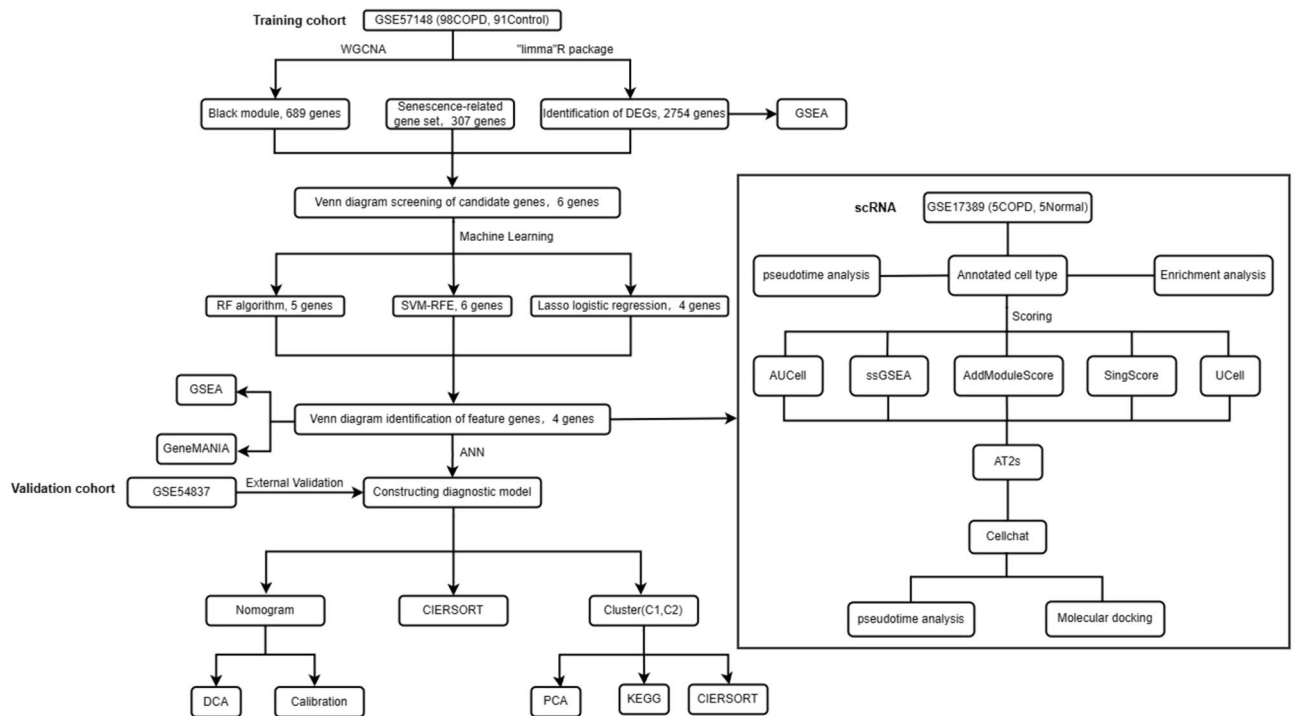 Training cohort
GSE57148 (98COPD, 91Control)
WGCNA
"limma"R package
Black module, 689 genes
Senescence-related
gene set, 307 genes
Identification of DEGs, 2754 genes
GSEA
Venn diagram screening of candidate genes, 6 genes
Machine Learning
RF algorithm, 5 genes
SVM-RFE, 6 genes
Lasso logistic regression, 4 genes
GSEA
Venn diagram identification of feature genes, 4 genes
GeneMANIA
ANN
Validation cohort
GSE54837
External Validation
Constructing diagnostic model
Nomogram
CIERSORT
Cluster(C1,C2)
DCA
Calibration
PCA
KEGG
CIERSORT
scRNA
GSE17389 (5COPD, 5Normal)
pseudotime analysis
Annotated cell type
Enrichment analysis
Scoring
AUCell
ssGSEA
AddModuleScore
SingScore
UCell
AT2s
Cellchat
pseudotime analysis
Molecular docking